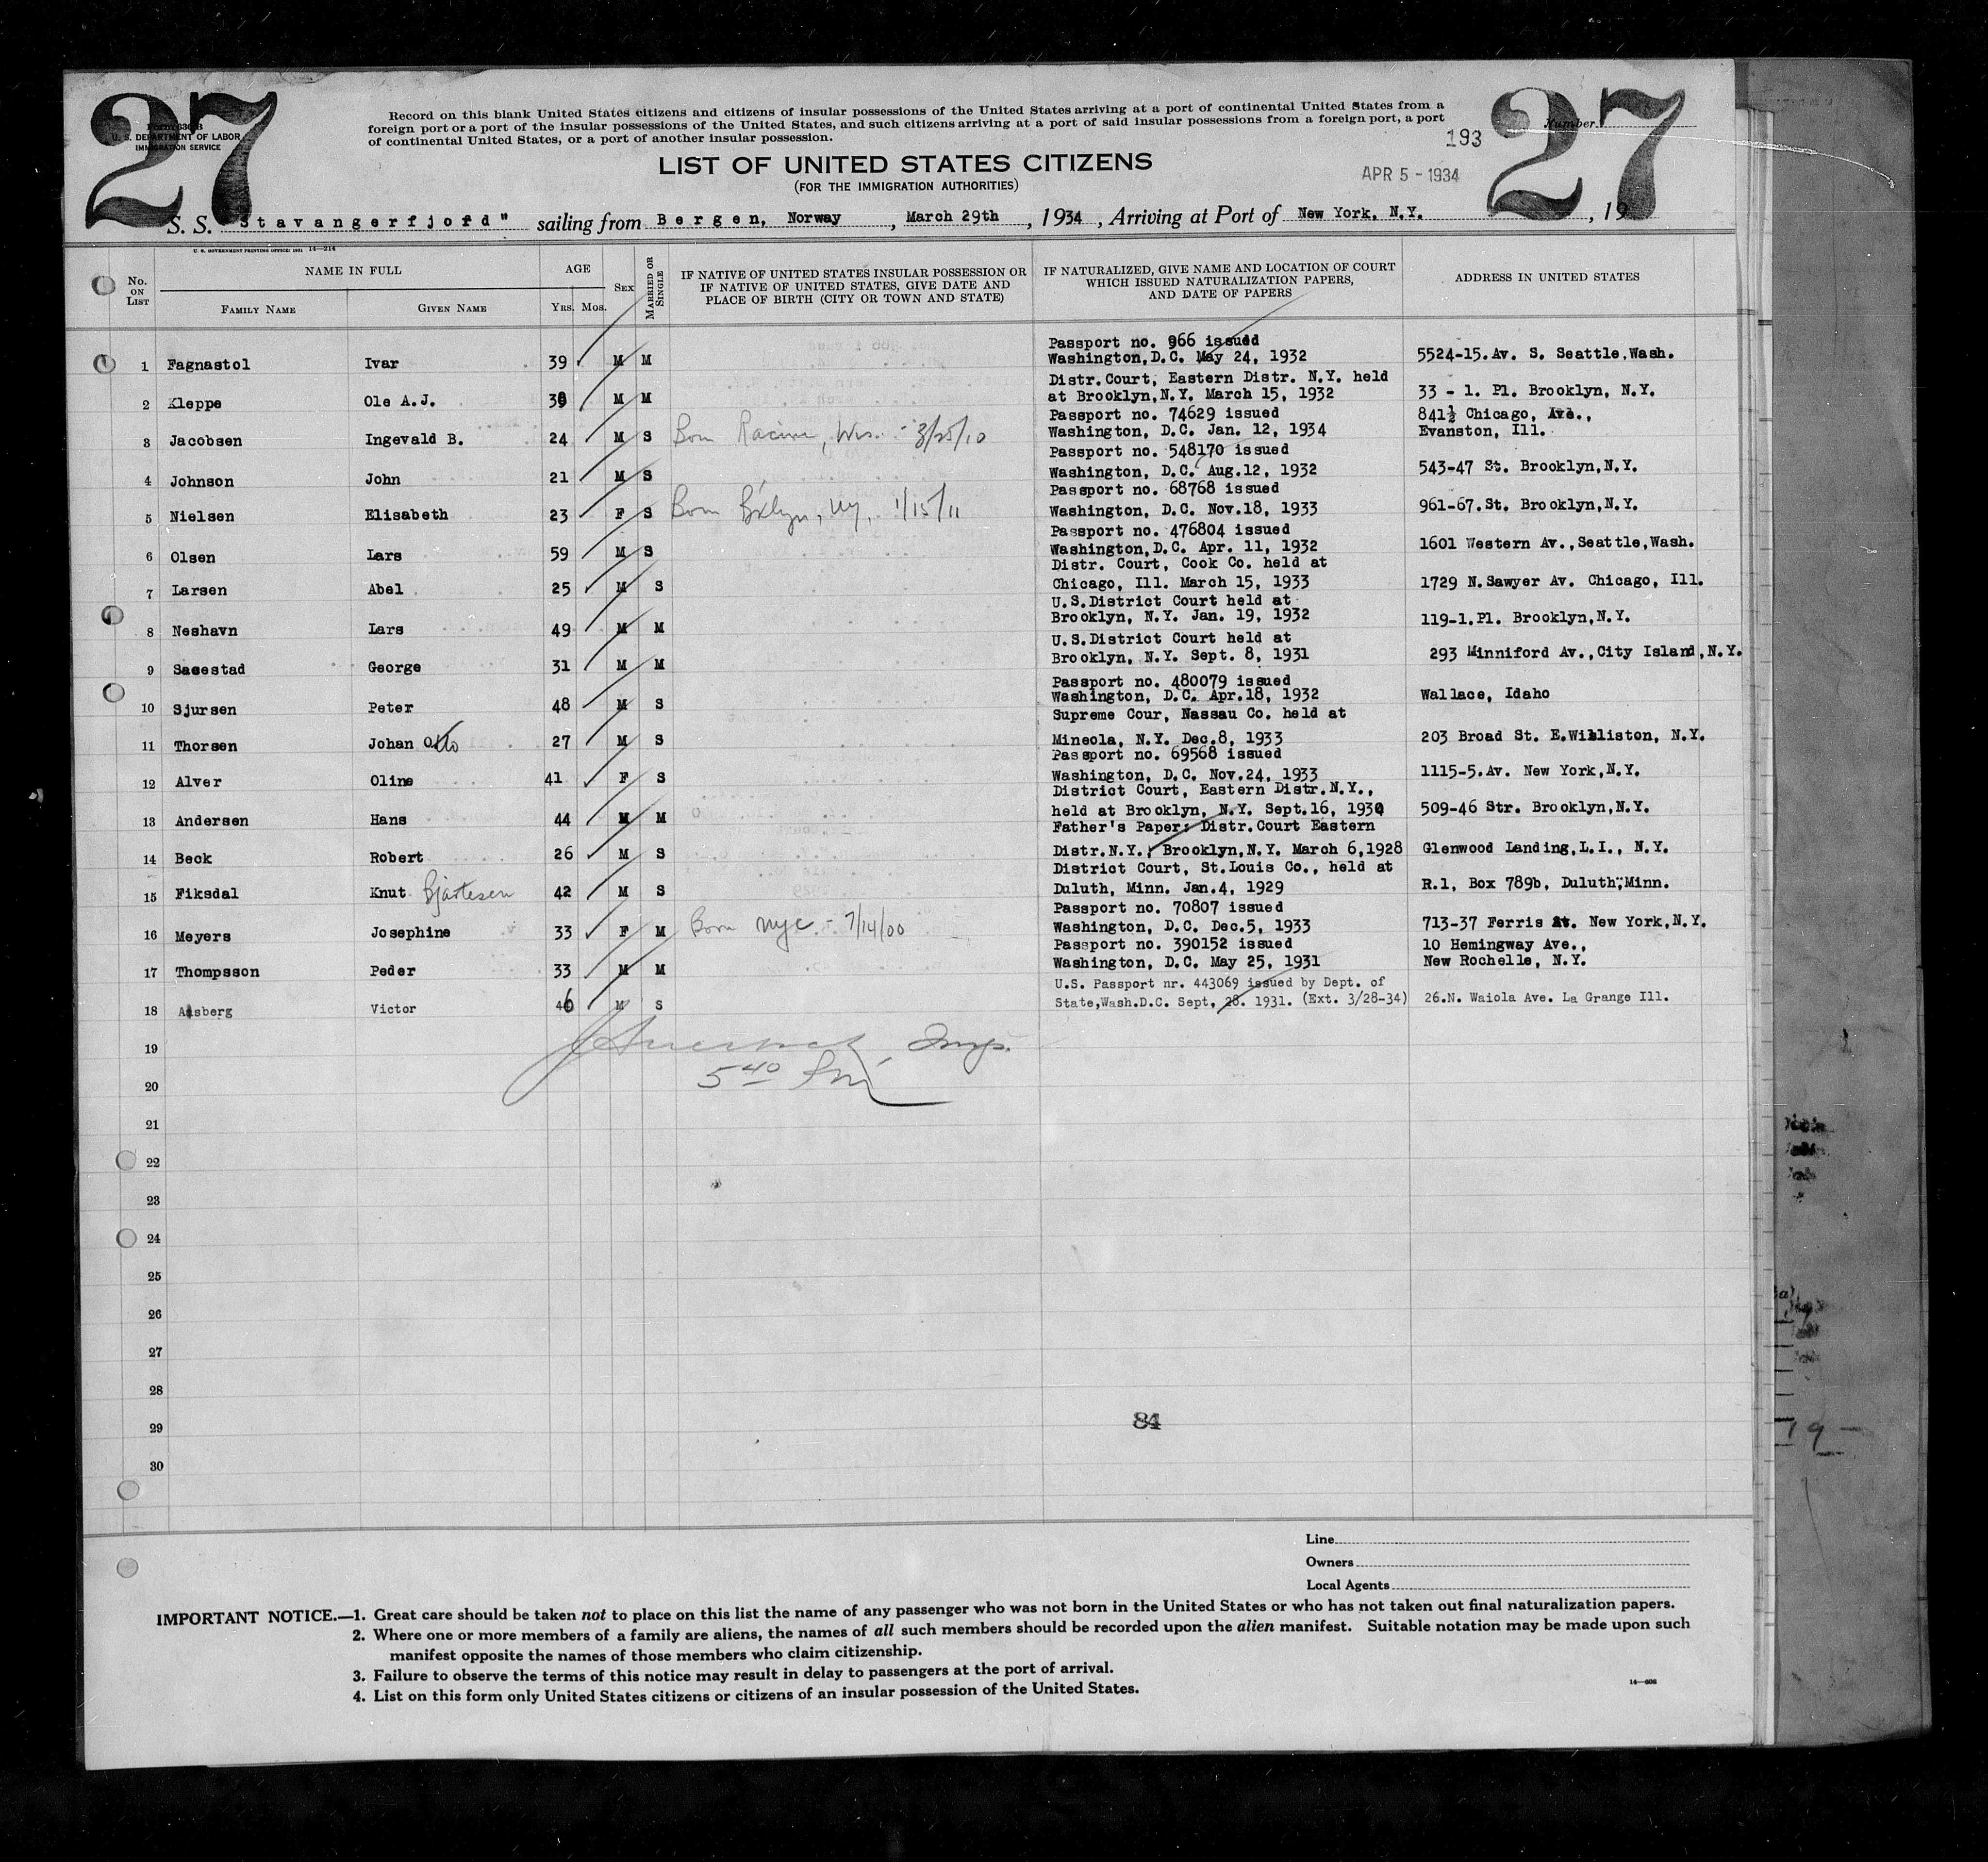 27
27
Form 630 B
U. S. DEPARTMENT OF LABOR
IMMIGRATION SERVICE
Record on this blank United States citizens and citizens of insular possessions of the United States arriving at a port of continental United States from a
foreign port or a port of the insular possessions of the United States, and such citizens arriving at a port of said insular possessions from a foreign port, a port
of continental United States, or a port of another insular possession.
Number
193
LIST OF UNITED STATES CITIZENS
(FOR THE IMMIGRATION AUTHORITIES)
APR 5 - 1934
S. S. Stavangerfjord" sailing from Bergen, Norway, March 29th, 1934, Arriving at Port of New York, N.Y., 19
U. S. GOVERNMENT PRINTING OFFICE: 1931 14—214
No. ON LIST
NAME IN FULL
FAMILY NAME
GIVEN NAME
AGE
YRS. MOS.
SEX
MARRIED OR SINGLE
IF NATIVE OF UNITED STATES INSULAR POSSESSION OR
IF NATIVE OF UNITED STATES, GIVE DATE AND
PLACE OF BIRTH (CITY OR TOWN AND STATE)
IF NATURALIZED, GIVE NAME AND LOCATION OF COURT
WHICH ISSUED NATURALIZATION PAPERS,
AND DATE OF PAPERS
ADDRESS IN UNITED STATES
Passport no. 966 issued
1 Fagnastol Ivar 39 M M Washington, D.C. May 24, 1932 5524-15. Av. S. Seattle, Wash.
Distr. Court, Eastern Distr. N.Y. held
2 Kleppe Ole A.J. M M at Brooklyn, N.Y. March 15, 1932 33 - 1. Pl. Brooklyn, N.Y.
Passport no. 74629 issued 841½ Chicago, Ave.,
3 Jacobsen Ingevald B. 24 M S Born Racine, Wis. - 3/25/10 Washington, D.C. Jan. 12, 1934 Evanston, Ill.
Passport no. 548170 issued
4 Johnson John 21 M S Washington, D.C. Aug. 12, 1932 543-47 St. Brooklyn, N.Y.
Passport no. 68768 issued
5 Nielsen Elisabeth 23 F S Born Bklyn, NY, 1/15/11 Washington, D.C. Nov. 18, 1933 961-67. St. Brooklyn, N.Y.
Passport no. 476804 issued
6 Olsen Lars 59 M S Washington, D.C. Apr. 11, 1932 1601 Western Av., Seattle, Wash.
Distr. Court, Cook Co. held at
7 Larsen Abel 25 M S Chicago, Ill. March 15, 1933 1729 N. Sawyer Av. Chicago, Ill.
U.S. District Court held at
8 Neshavn Lars 49 M M Brooklyn, N.Y. Jan. 19, 1932 119-1. Pl. Brooklyn, N.Y.
U.S. District Court held at
9 Saeestad George 31 M M Brooklyn, N.Y. Sept. 8, 1931 293 Minniford Av., City Island, N.Y.
Passport no. 480079 issued
10 Sjursen Peter 48 M S Washington, D.C. Apr. 18, 1932 Wallace, Idaho
Supreme Cour, Nassau Co. held at
11 Thorsen Johan Otto 27 M S Mineola, N.Y. Dec. 8, 1933 203 Broad St. E. Williston, N.Y.
Passport no. 69568 issued
12 Alver Oline 41 F S Washington, D.C. Nov. 24, 1933 1115-5. Av. New York, N.Y.
District Court, Eastern Distr. N.Y.,
13 Andersen Hans 44 M M held at Brooklyn, N.Y. Sept. 16, 1930 509-46 Str. Brooklyn, N.Y.
Father's Paper: Distr. Court Eastern
14 Beck Robert 26 M S Distr. N.Y., Brooklyn, N.Y. March 6, 1928 Glenwood Landing, L.I., N.Y.
District Court, St. Louis Co., held at
15 Fiksdal Knut Bjartesen 42 M S Duluth, Minn. Jan. 4, 1929 R.1, Box 789b, Duluth, Minn.
Passport no. 70807 issued
16 Meyers Josephine 33 F M Born NYC - 7/14/00 Washington, D.C. Dec. 5, 1933 713-37 Ferris St. New York, N.Y.
Passport no. 390152 issued 10 Hemingway Ave.,
17 Thompsson Peder 33 M M Washington, D.C. May 25, 1931 New Rochelle, N.Y.
U.S. Passport nr. 443069 issued by Dept. of
18 Aasberg Victor 46 M S State, Wash. D.C. Sept, 28. 1931. (Ext. 3/28-34) 26.N. Waiola Ave. La Grange Ill.
19 Insp.
20 5 40 Pm
21
22
23
24
25
26
27
28
29
84
30
Line
Owners
Local Agents
IMPORTANT NOTICE.—1. Great care should be taken not to place on this list the name of any passenger who was not born in the United States or who has not taken out final naturalization papers.
2. Where one or more members of a family are aliens, the names of all such members should be recorded upon the alien manifest. Suitable notation may be made upon such
manifest opposite the names of those members who claim citizenship.
3. Failure to observe the terms of this notice may result in delay to passengers at the port of arrival.
4. List on this form only United States citizens or citizens of an insular possession of the United States.
14—608